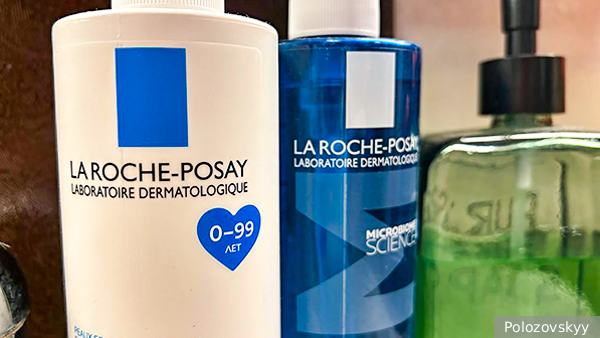 LA ROCHE-POSAY
LABORATOIRE DERMATOLOGIQUE
0–99
ЛЕТ
LA ROCHE-POSAY
LABORATOIRE DERMATOLOGIQUE
MICROBIOME
SCIENCE
Polozovskyy